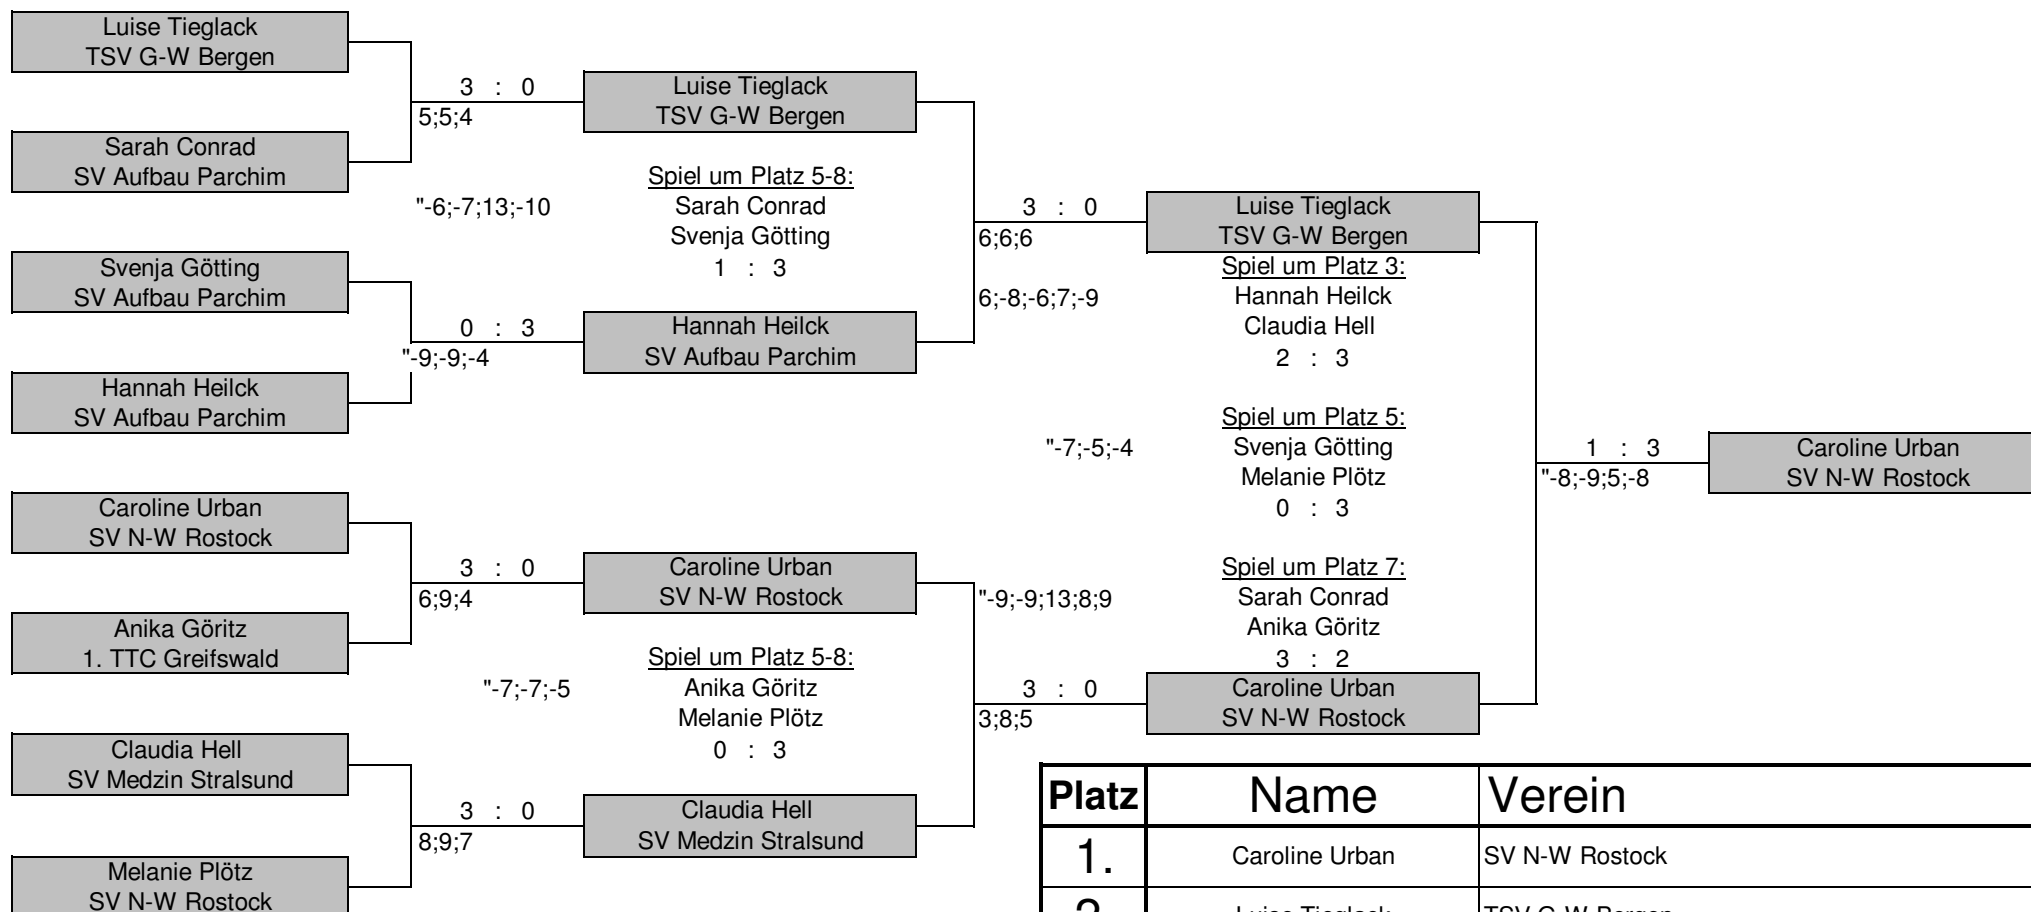 Luise Tieglack
TSV G-W Bergen
3 : 0
5;5;4
Sarah Conrad
SV Aufbau Parchim
Svenja Götting
SV Aufbau Parchim
0 : 3
"-9;-9;-4
Hannah Heilck
SV Aufbau Parchim
Caroline Urban
SV N-W Rostock
3 : 0
6;9;4
Anika Göritz
1. TTC Greifswald
Claudia Hell
SV Medzin Stralsund
3 : 0
8;9;7
Melanie Plötz
SV N-W Rostock
Luise Tieglack
TSV G-W Bergen
Spiel um Platz 5-8:
"-6;-7;13;-10
Sarah Conrad
Svenja Götting
1 : 3
Hannah Heilck
SV Aufbau Parchim
Caroline Urban
SV N-W Rostock
Spiel um Platz 5-8:
"-7;-7;-5
Anika Göritz
Melanie Plötz
0 : 3
Claudia Hell
SV Medzin Stralsund
3 : 0
6;6;6
Luise Tieglack
TSV G-W Bergen
Spiel um Platz 3:
6;-8;-6;7;-9
Hannah Heilck
Claudia Hell
2 : 3
Spiel um Platz 5:
"-7;-5;-4
Svenja Götting
Melanie Plötz
0 : 3
Spiel um Platz 7:
"-9;-9;13;8;9
Sarah Conrad
Anika Göritz
3 : 2
3 : 0
3;8;5
Caroline Urban
SV N-W Rostock
1 : 3
"-8;-9;5;-8
Caroline Urban
SV N-W Rostock
Platz Name Verein
1. Caroline Urban SV N-W Rostock
2. Luise Tieglack TSV G-W Bergen